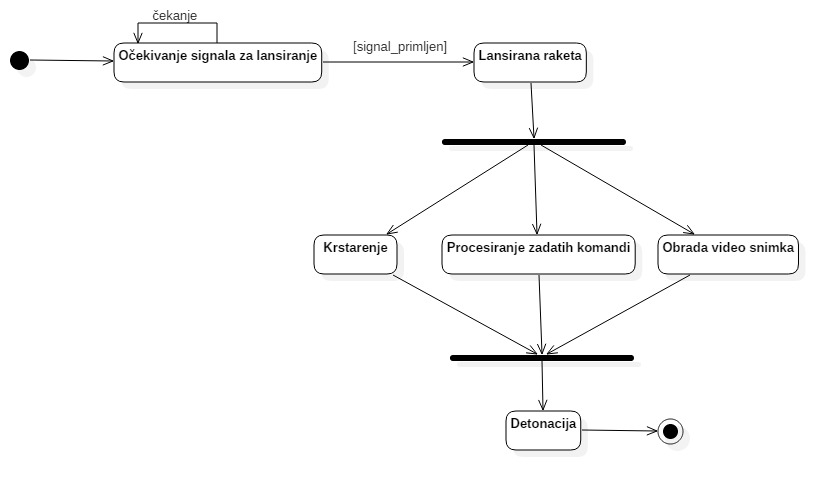 čekanje
Očekivanje signala za lansiranje
[signal_primljen]
Lansirana raketa
Krstarenje
Procesiranje zadatih komandi
Obrada video snimka
Detonacija